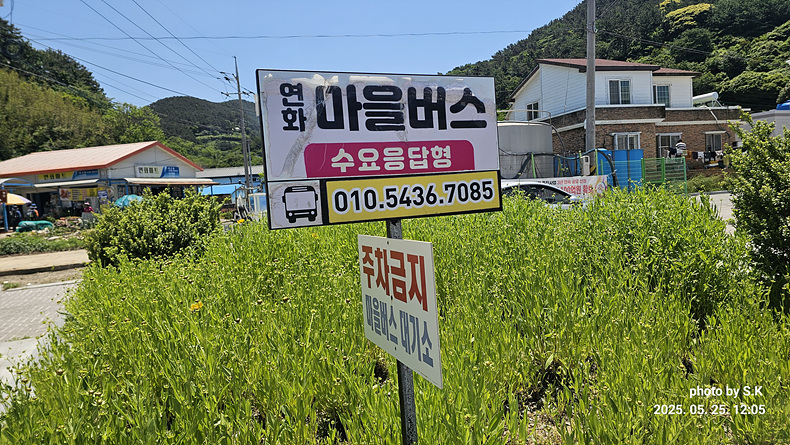 연화
마을버스
수요응답형
010.5436.7085
주차금지
마을버스 대기소
photo by S.K
2025. 05. 25. 12:05